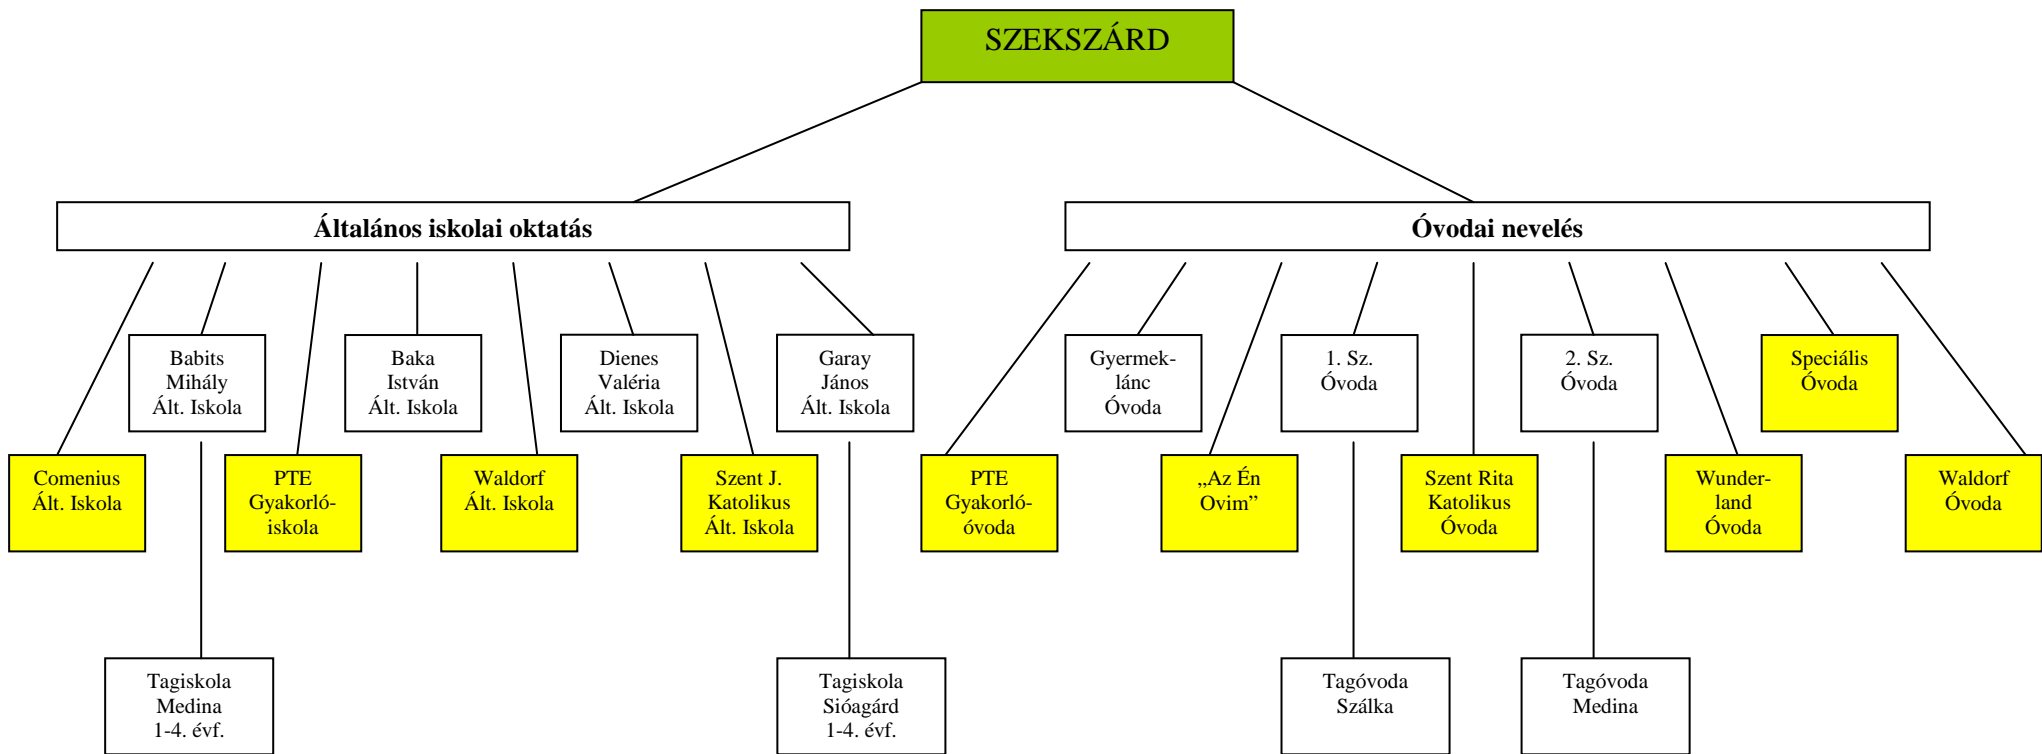 SZEKSZÁRD
Általános iskolai oktatás
Óvodai nevelés
Babits
Mihály
Ált. Iskola
Baka
István
Ált. Iskola
Dienes
Valéria
Ált. Iskola
Garay
János
Ált. Iskola
Gyermek-
lánc
Óvoda
1. Sz.
Óvoda
2. Sz.
Óvoda
Speciális
Óvoda
Comenius
Ált. Iskola
PTE
Gyakorló-
iskola
Waldorf
Ált. Iskola
Szent J.
Katolikus
Ált. Iskola
PTE
Gyakorló-
óvoda
„Az Én
Ovim”
Szent Rita
Katolikus
Óvoda
Wunder-
land
Óvoda
Waldorf
Óvoda
Tagiskola
Medina
1-4. évf.
Tagiskola
Sióagárd
1-4. évf.
Tagóvoda
Szálka
Tagóvoda
Medina